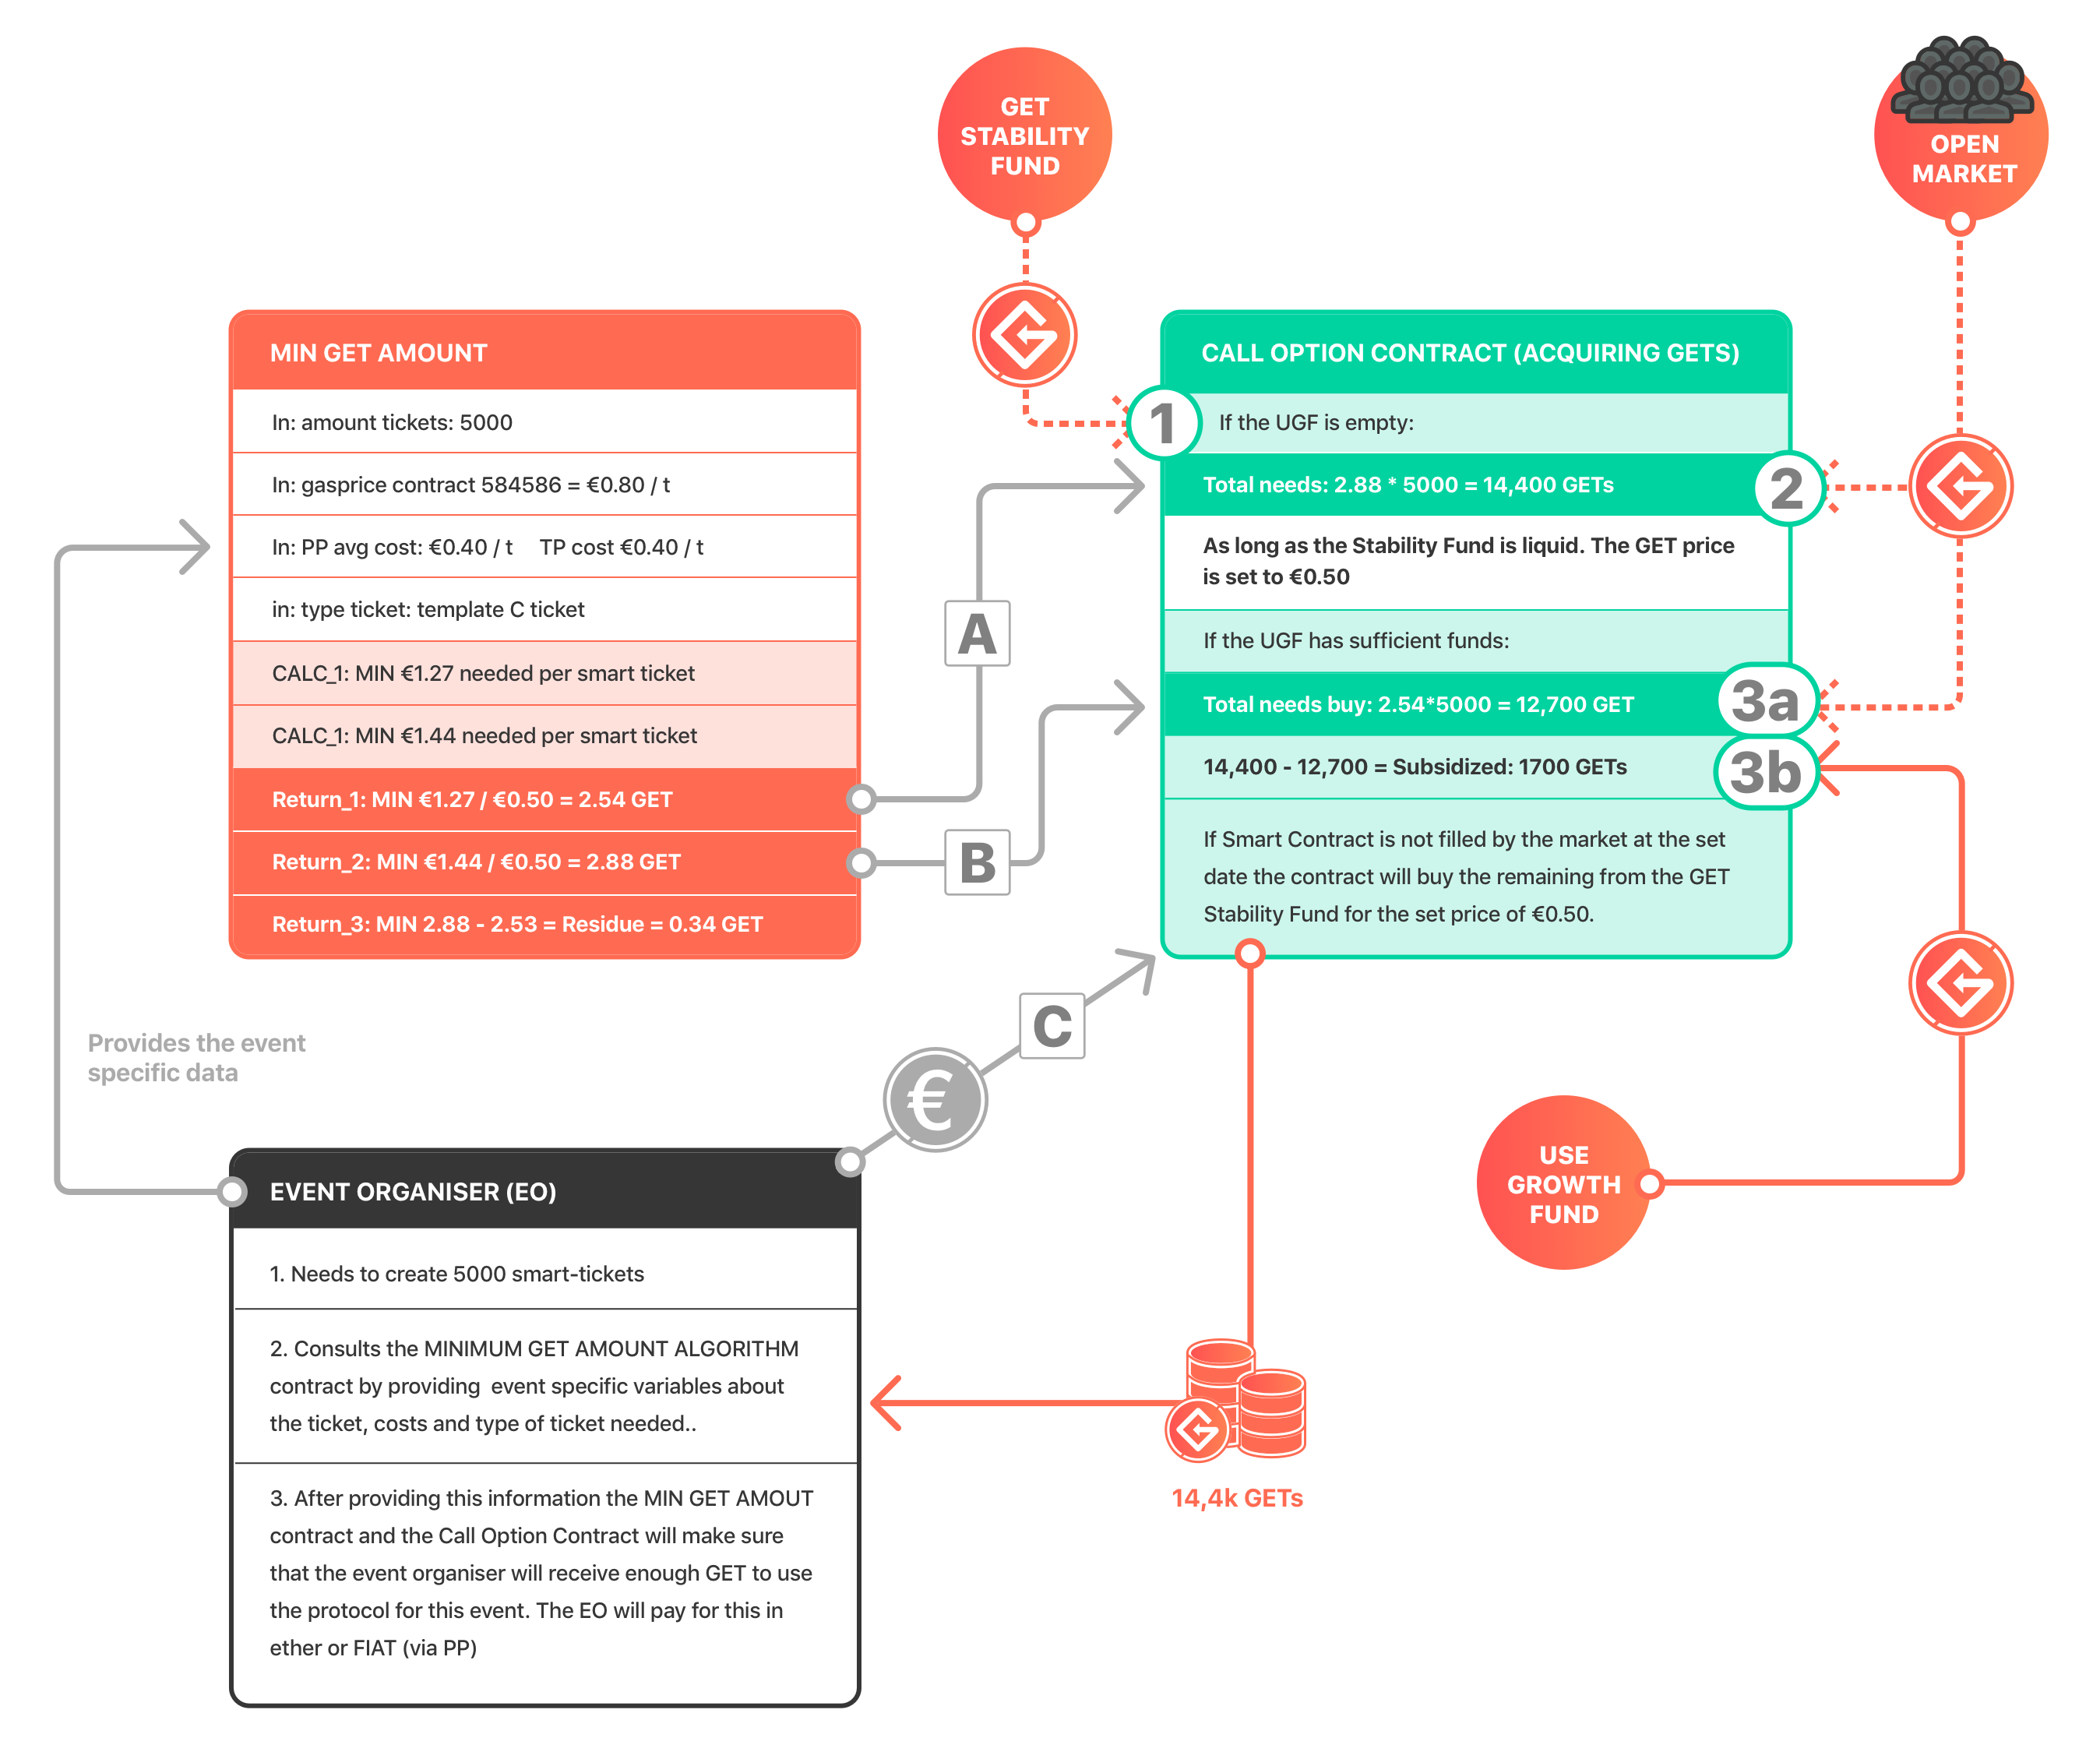 GET
STABILITY
FUND
OPEN
MARKET
MIN GET AMOUNT
In: amount tickets: 5000
In: gasprice contract 584586 = €0.80 / t
In: PP avg cost: €0.40 / t TP cost €0.40 / t
in: type ticket: template C ticket
CALC_1: MIN €1.27 needed per smart ticket
CALC_1: MIN €1.44 needed per smart ticket
Return_1: MIN €1.27 / €0.50 = 2.54 GET
Return_2: MIN €1.44 / €0.50 = 2.88 GET
Return_3: MIN 2.88 - 2.53 = Residue = 0.34 GET
A
B
C
€
CALL OPTION CONTRACT (ACQUIRING GETS)
1
If the UGF is empty:
Total needs: 2.88 * 5000 = 14,400 GETs
2
As long as the Stability Fund is liquid. The GET price
is set to €0.50
If the UGF has sufficient funds:
Total needs buy: 2.54*5000 = 12,700 GET
3a
14,400 - 12,700 = Subsidized: 1700 GETs
3b
If Smart Contract is not filled by the market at the set
date the contract will buy the remaining from the GET
Stability Fund for the set price of €0.50.
Provides the event
specific data
USE
GROWTH
FUND
EVENT ORGANISER (EO)
1. Needs to create 5000 smart-tickets
2. Consults the MINIMUM GET AMOUNT ALGORITHM
contract by providing  event specific variables about
the ticket, costs and type of ticket needed..
3. After providing this information the MIN GET AMOUT
contract and the Call Option Contract will make sure
that the event organiser will receive enough GET to use
the protocol for this event. The EO will pay for this in
ether or FIAT (via PP)
14,4k GETs